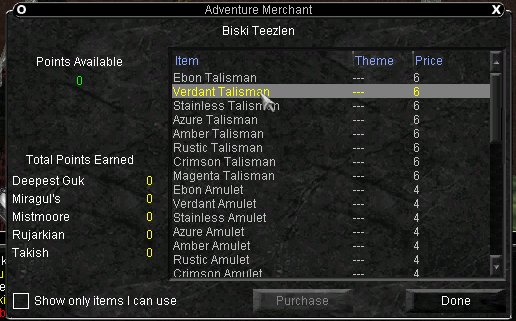 Adventure Merchant
Biski Teezlen
Points Available
0
Total Points Earned
Deepest Guk 0
Miragul's 0
Mistmoore 0
Rujarkian 0
Takish 0
Item Theme Price
Ebon Talisman --- 6
Verdant Talisman --- 6
Stainless Talisman --- 6
Azure Talisman --- 6
Amber Talisman --- 6
Rustic Talisman --- 6
Crimson Talisman --- 6
Magenta Talisman --- 6
Ebon Amulet --- 4
Verdant Amulet --- 4
Stainless Amulet --- 4
Azure Amulet --- 4
Amber Amulet --- 4
Rustic Amulet --- 4
Crimson Amulet --- 4
Show only items I can use
Purchase
Done